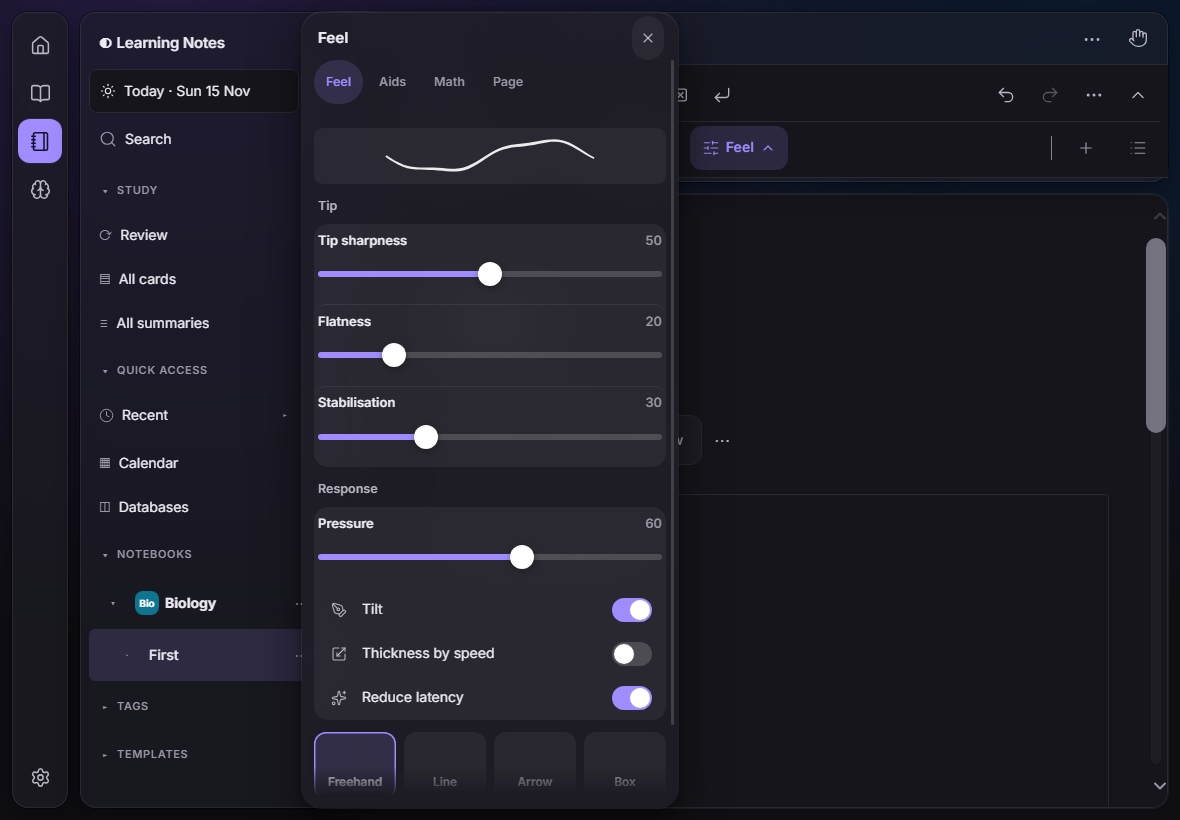 Learning Notes
Today · Sun 15 Nov
Search
STUDY
Review
All cards
All summaries
QUICK ACCESS
Recent
Calendar
Databases
NOTEBOOKS
Bio Biology
First
TAGS
TEMPLATES
Feel
Feel Aids Math Page
Tip
Tip sharpness 50
Flatness 20
Stabilisation 30
Response
Pressure 60
Tilt
Thickness by speed
Reduce latency
Freehand Line Arrow Box
Feel